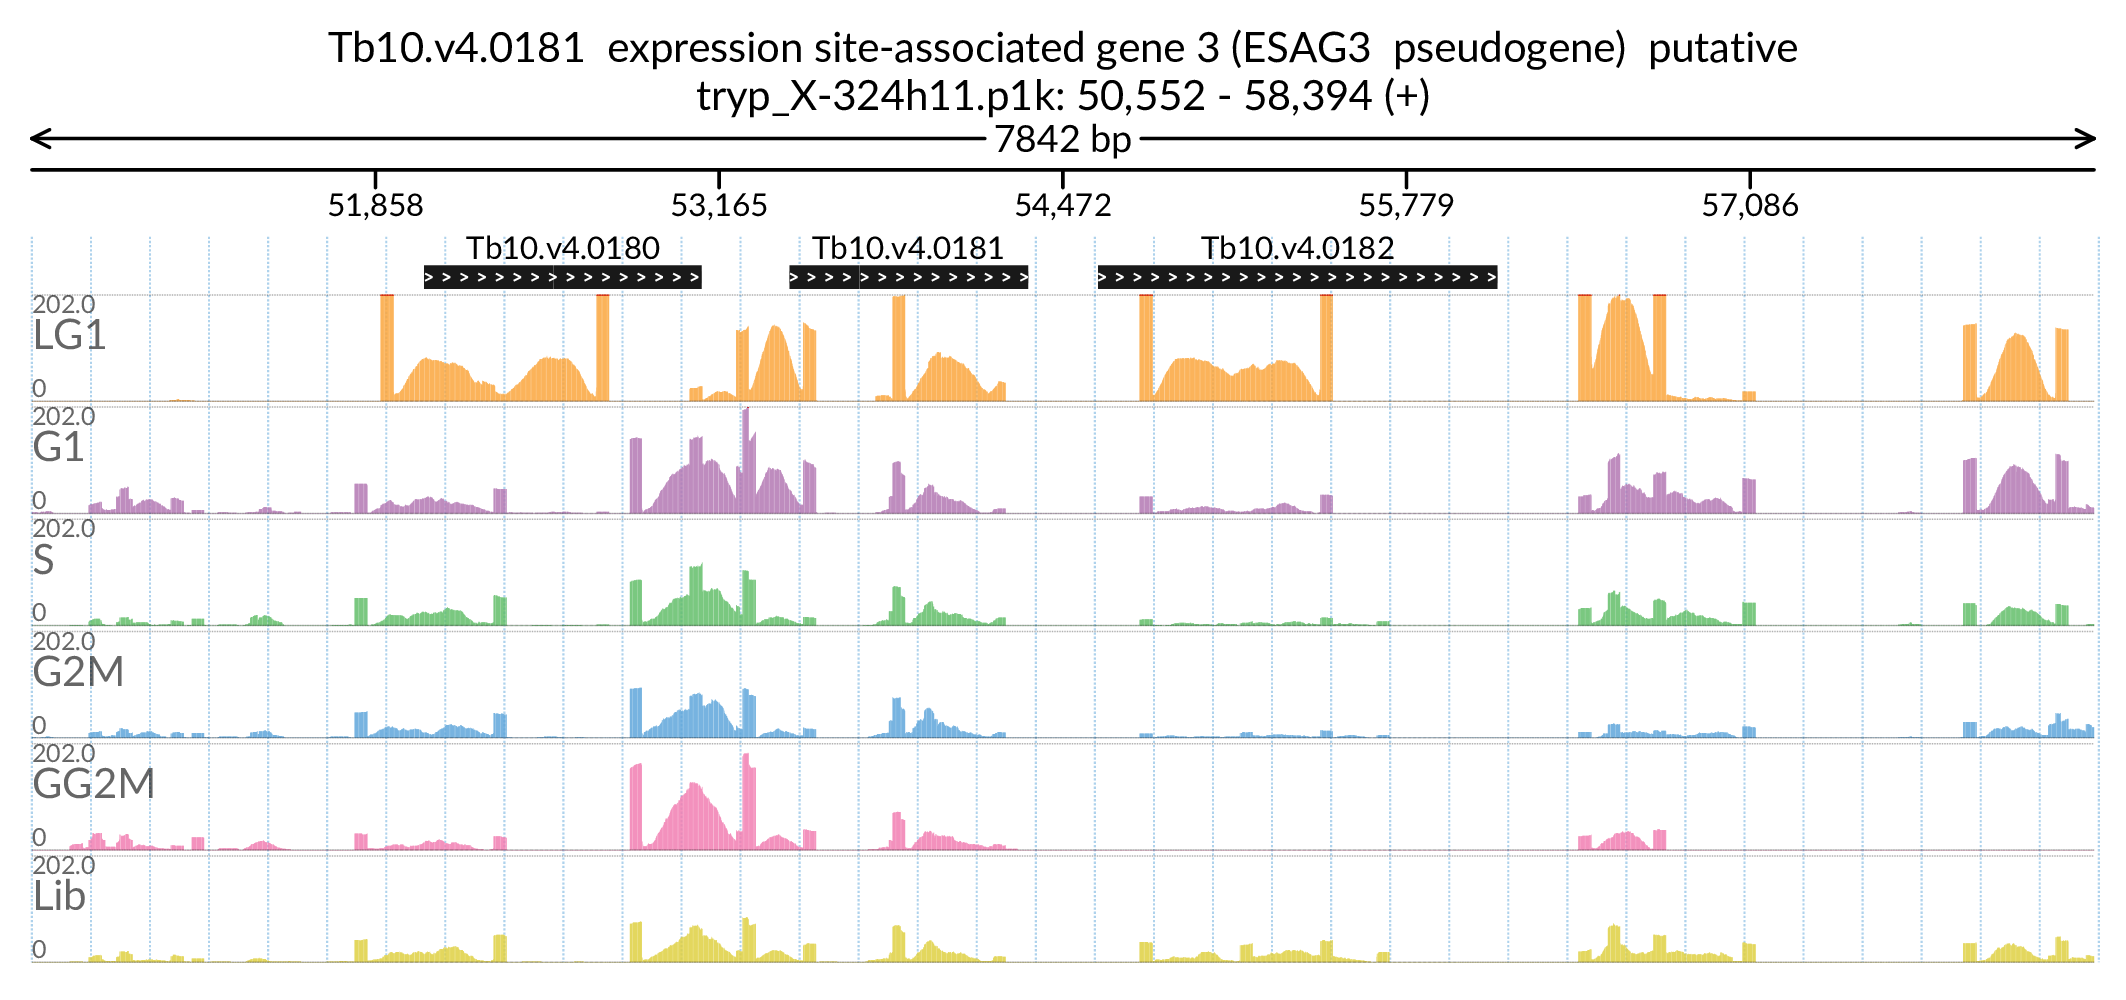 Tb10.v4.0181 expression site-associated gene 3 (ESAG3 pseudogene) putative
tryp_X-324h11.p1k: 50,552 - 58,394 (+)
7842 bp
51,858 53,165 54,472 55,779 57,086
Tb10.v4.0180 Tb10.v4.0181 Tb10.v4.0182
202.0
LG1
0
202.0
G1
0
202.0
S
0
202.0
G2M
0
202.0
GG2M
0
202.0
Lib
0